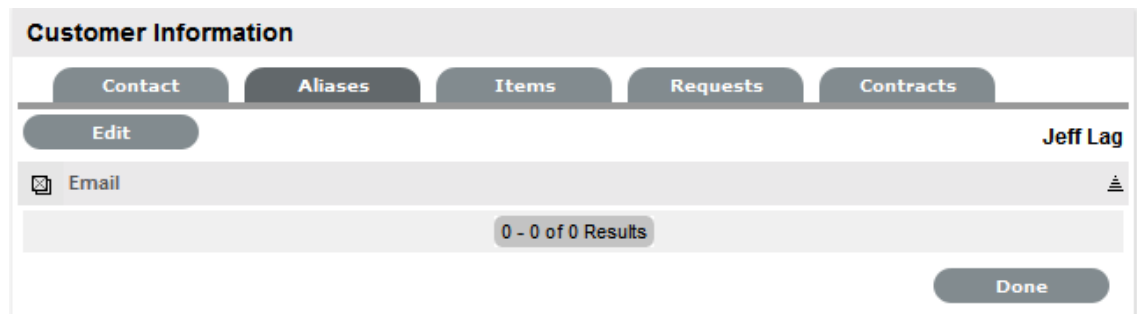 Customer Information
Contact Aliases Items Requests Contracts
Edit Jeff Lag
Email
0 - 0 of 0 Results
Done